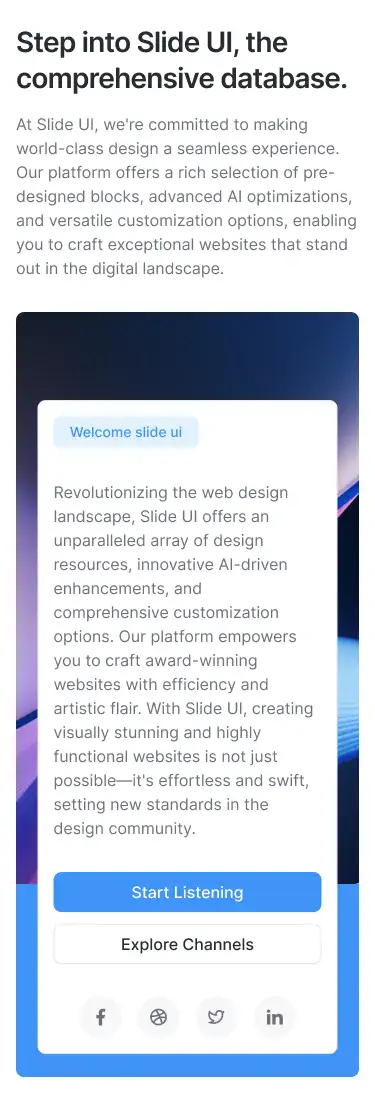 Step into Slide UI, the
comprehensive database.
At Slide UI, we're committed to making
world-class design a seamless experience.
Our platform offers a rich selection of pre-
designed blocks, advanced AI optimizations,
and versatile customization options, enabling
you to craft exceptional websites that stand
out in the digital landscape.
Welcome slide ui
Revolutionizing the web design
landscape, Slide UI offers an
unparalleled array of design
resources, innovative AI-driven
enhancements, and
comprehensive customization
options. Our platform empowers
you to craft award-winning
websites with efficiency and
artistic flair. With Slide UI, creating
visually stunning and highly
functional websites is not just
possible—it's effortless and swift,
setting new standards in the
design community.
Start Listening
Explore Channels